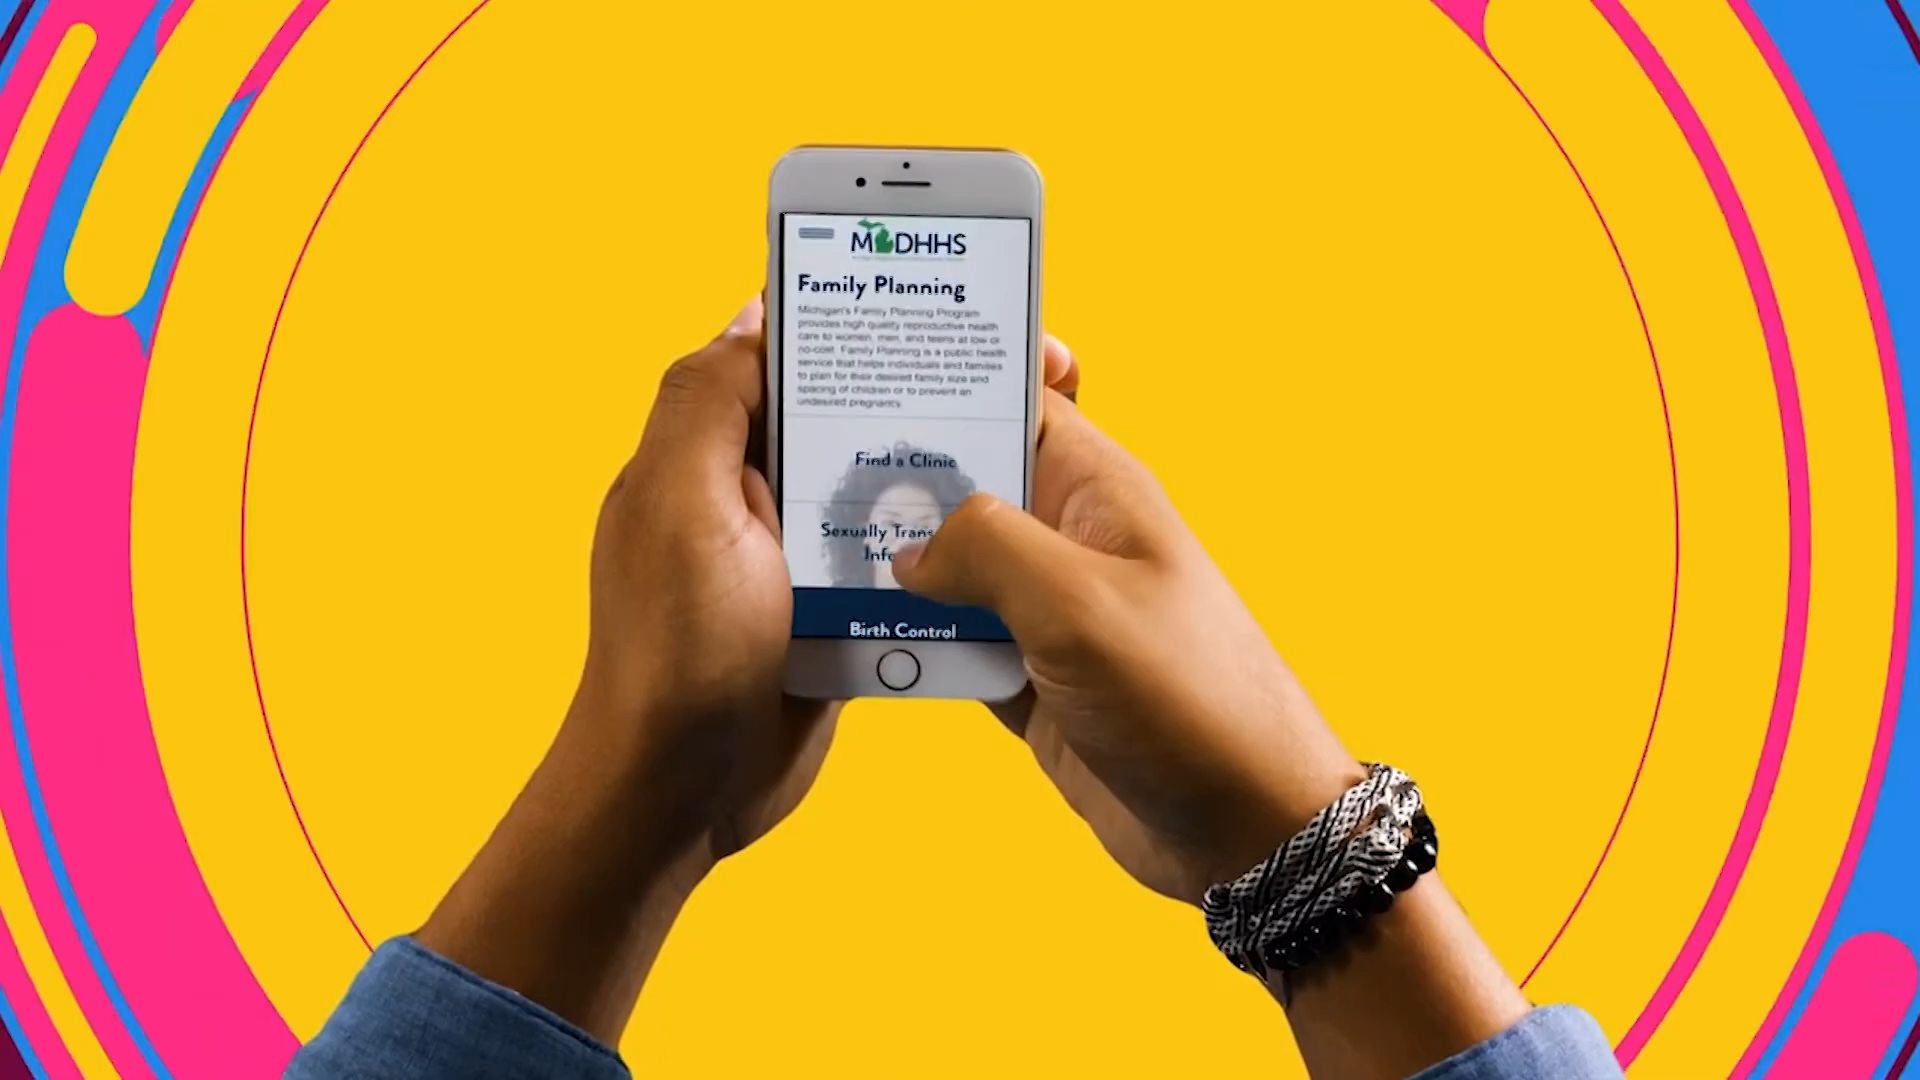 MDHHS
Family Planning
Michigan's Family Planning Program
provides high quality reproductive health
care to women, men, and teens at low or
no-cost. Family Planning is a public health
service that helps individuals and families
to plan for their desired family size and
spacing of children or to prevent an
undesired pregnancy.
Find a Clinic
Sexually Trans
Infe
Birth Control